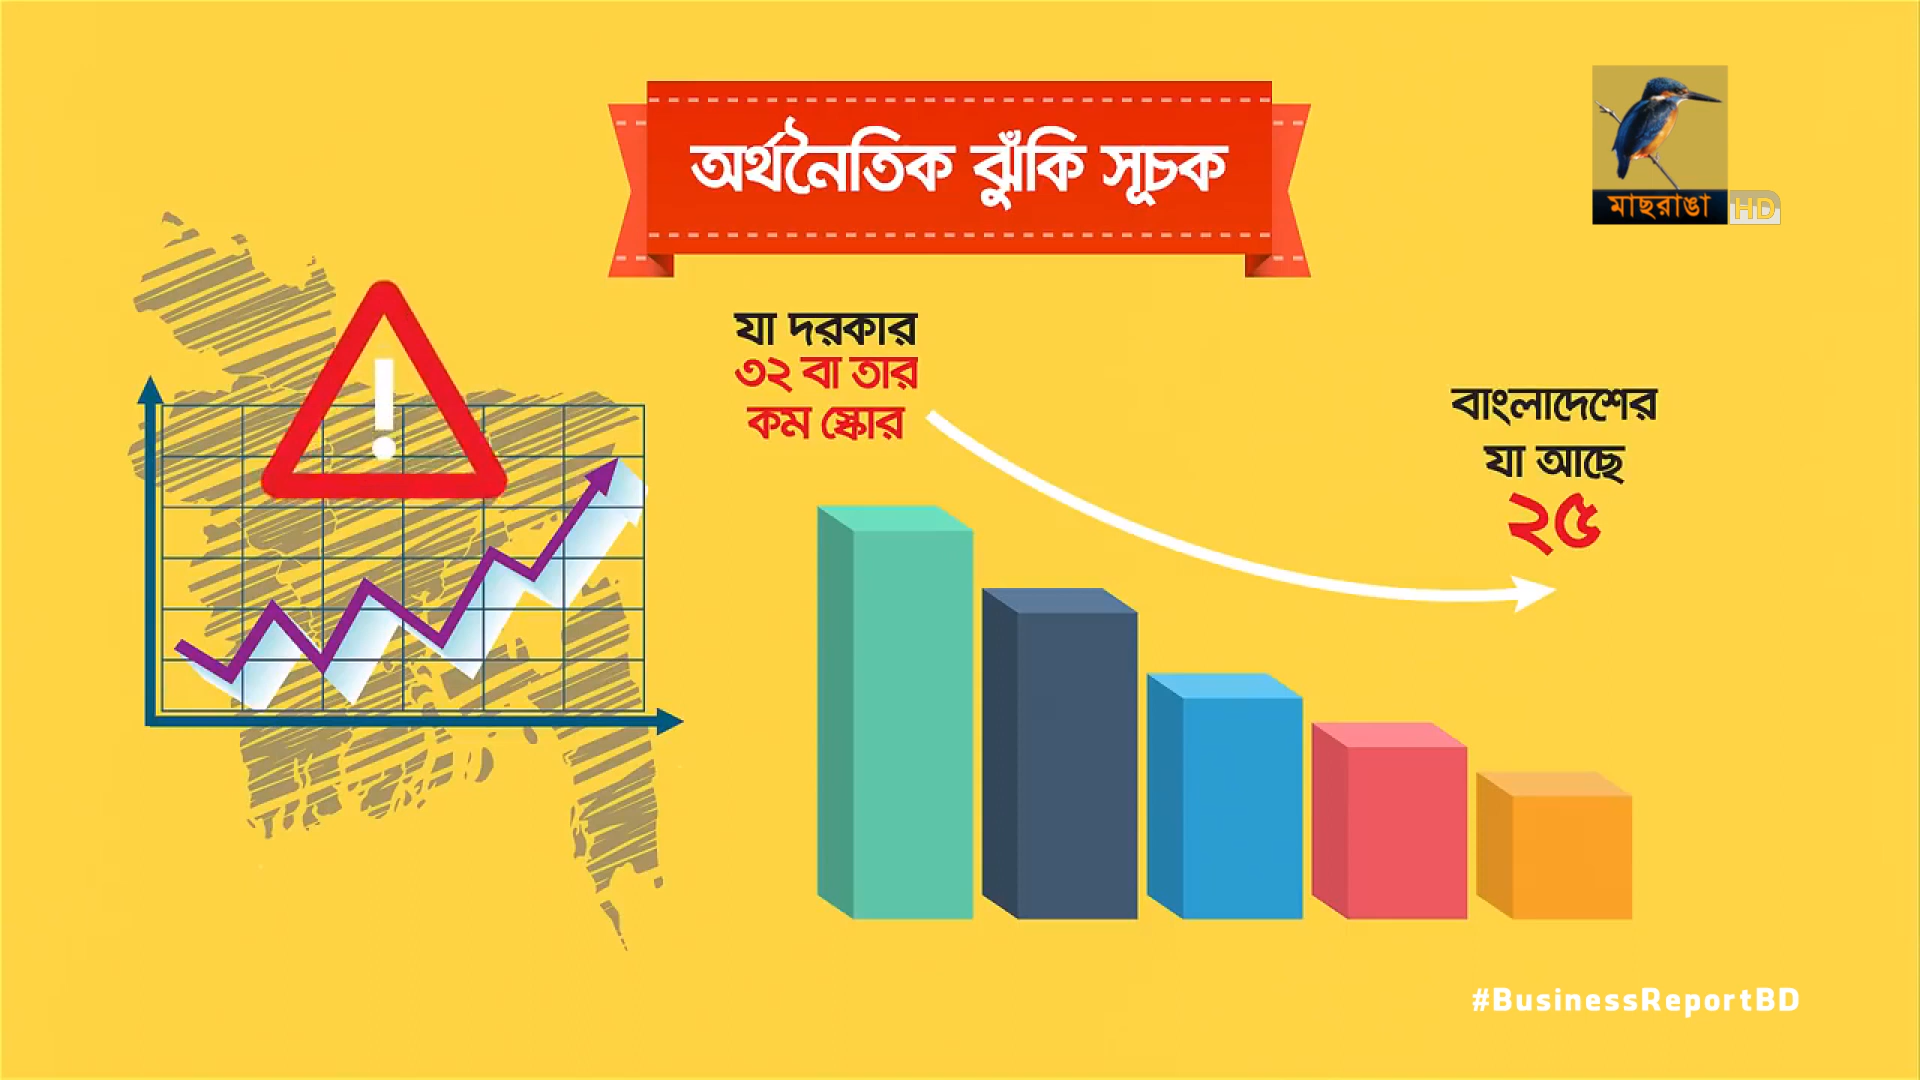 অর্থনৈতিক ঝুঁকি সূচক
মাছরাঙা HD
যা দরকার
৩২ বা তার
কম স্কোর
বাংলাদেশের
যা আছে
২৫
#BusinessReportBD